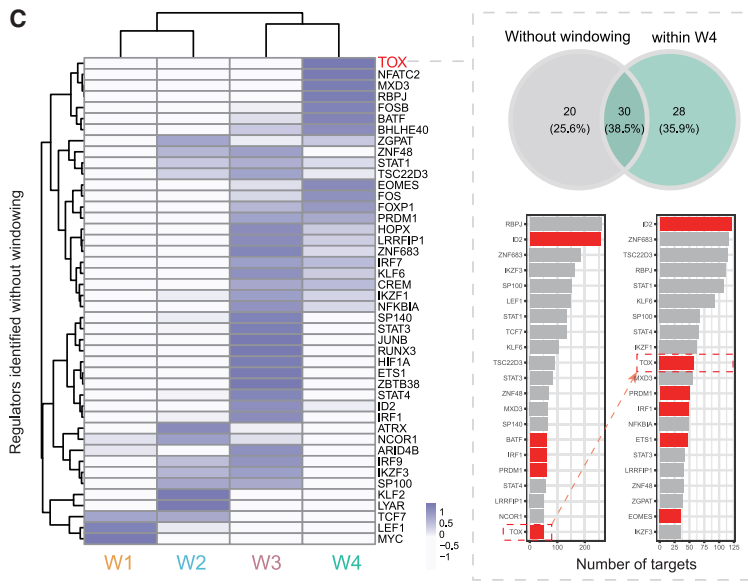 C
Regulators identified without windowing
TOX
NFATC2
MXD3
RBPJ
FOSB
BATF
BHLHE40
ZGPAT
ZNF48
STAT1
TSC22D3
EOMES
FOS
FOXP1
PRDM1
HOPX
LRRFIP1
ZNF683
IRF7
KLF6
CREM
IKZF1
NFKBIA
SP140
STAT3
JUNB
RUNX3
HIF1A
ETS1
ZBTB38
STAT4
ID2
IRF1
ATRX
NCOR1
ARID4B
IRF9
IKZF3
SP100
KLF2
LYAR
TCF7
LEF1
MYC
W1 W2 W3 W4
1
0.5
0
−0.5
−1
Without windowing within W4
20 30 28
(25.6%) (38.5%) (35.9%)
RBPJ
ID2
ZNF683
IKZF3
SP100
LEF1
STAT1
TCF7
KLF6
TSC22D3
STAT3
ZNF48
MXD3
SP140
BATF
IRF1
PRDM1
STAT4
LRRFIP1
NCOR1
TOX
0 100 200
ID2
ZNF683
TSC22D3
RBPJ
STAT1
KLF6
SP100
STAT4
IKZF1
TOX
MXD3
PRDM1
IRF1
NFKBIA
ETS1
STAT3
LRRFIP1
ZNF48
ZGPAT
EOMES
IKZF3
0 25 50 75 100 125
Number of targets